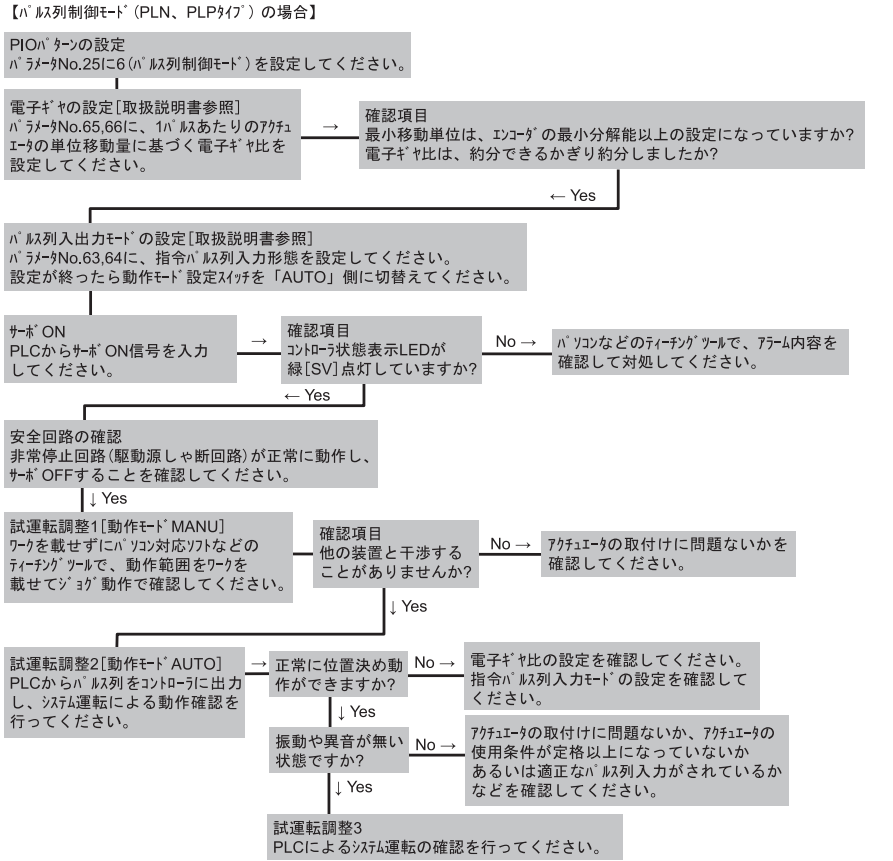 【ﾊﾟﾙｽ列制御ﾓｰﾄﾞ(PLN、PLPﾀｲﾌﾟ) の場合】
PIOﾊﾟﾀｰﾝの設定
ﾊﾟﾗﾒｰﾀNo.25に6(ﾊﾟﾙｽ列制御ﾓｰﾄﾞ) を設定してください。
電子ｷﾞﾔの設定[取扱説明書参照]
ﾊﾟﾗﾒｰﾀNo.65,66に、1ﾊﾟﾙｽあたりのｱｸﾁｭ
ｴｰﾀの単位移動量に基づく電子ｷﾞﾔ比を
設定してください。
→
確認項目
最小移動単位は、ｴﾝｺｰﾀﾞの最小分解能以上の設定になっていますか?
電子ｷﾞﾔ比は、約分できるかぎり約分しましたか?
← Yes
ﾊﾟﾙｽ列入出力ﾓｰﾄﾞの設定[取扱説明書参照]
ﾊﾟﾗﾒｰﾀNo.63,64に、指令ﾊﾟﾙｽ列入力形態を設定してください。
設定が終ったら動作ﾓｰﾄﾞ設定ｽｲｯﾁを「AUTO」側に切替えてください。
ｻｰﾎﾞON
PLCからｻｰﾎﾞON信号を入力
してください。
→
確認項目
ｺﾝﾄﾛｰﾗ状態表示LEDが
緑[SV]点灯していますか?
No →
ﾊﾟｿｺﾝなどのﾃｨｰﾁﾝｸﾞﾂｰﾙで、ｱﾗｰﾑ内容を
確認して対処してください。
← Yes
安全回路の確認
非常停止回路(駆動源しゃ断回路)が正常に動作し、
ｻｰﾎﾞOFFすることを確認してください。
↓ Yes
試運転調整1[動作ﾓｰﾄﾞMANU]
ﾜｰｸを載せずにﾊﾟｿｺﾝ対応ｿﾌﾄなどの
ﾃｨｰﾁﾝｸﾞﾂｰﾙで、動作範囲をﾜｰｸを
載せてｼﾞｮｸﾞ動作で確認してください。
確認項目
他の装置と干渉する
ことがありませんか?
No →
ｱｸﾁｭｴｰﾀの取付けに問題ないかを
確認してください。
↓ Yes
試運転調整2[動作ﾓｰﾄﾞAUTO]
PLCからﾊﾟﾙｽ列をｺﾝﾄﾛｰﾗに出力
し、ｼｽﾃﾑ運転による動作確認を
行ってください。
→
正常に位置決め動
作ができますか?
No →
電子ｷﾞﾔ比の設定を確認してください。
指令ﾊﾟﾙｽ列入力ﾓｰﾄﾞの設定を確認して
ください。
↓ Yes
振動や異音が無い
状態ですか?
No →
ｱｸﾁｭｴｰﾀの取付けに問題ないか、ｱｸﾁｭｴｰﾀの
使用条件が定格以上になっていないか
あるいは適正なﾊﾟﾙｽ列入力がされているか
などを確認してください。
↓ Yes
試運転調整3
PLCによるｼｽﾃﾑ運転の確認を行ってください。